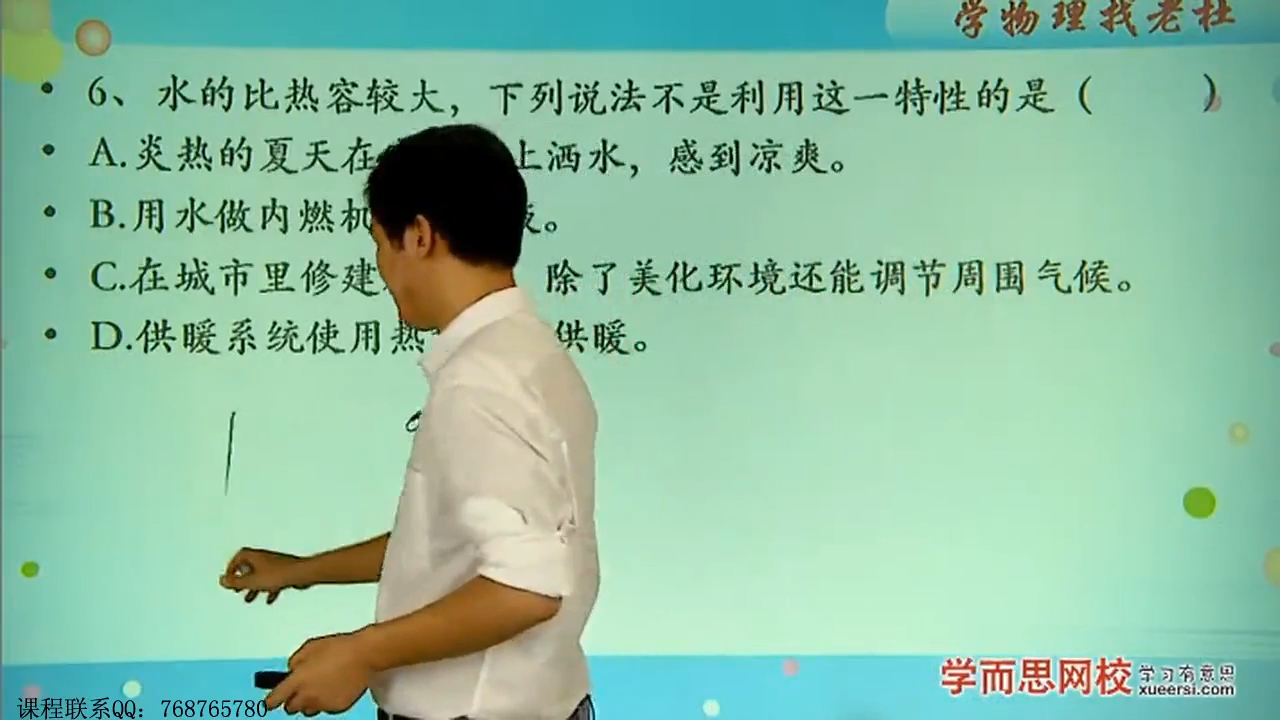 学物理找老杜
• 6、水的比热容较大，下列说法不是利用这一特性的是（ ）
• A.炎热的夏天在 上洒水，感到凉爽。
• B.用水做内燃机 。
• C.在城市里修建 除了美化环境还能调节周围气候。
• D.供暖系统使用热 供暖。
学而思网校 学习有意思
xueersi.com
课程联系QQ：768765780